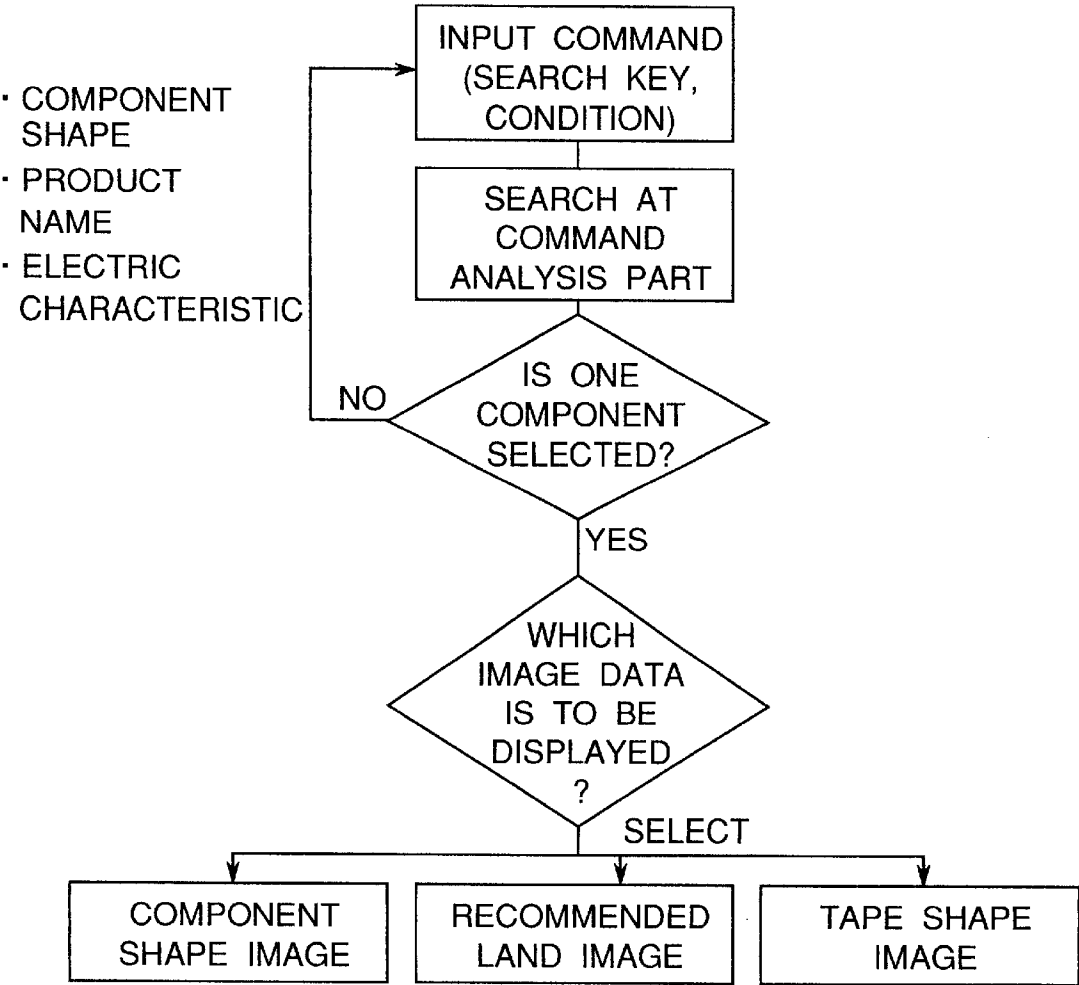 INPUT COMMAND
(SEARCH KEY,
CONDITION)
· COMPONENT
SHAPE
· PRODUCT
NAME
· ELECTRIC
CHARACTERISTIC
SEARCH AT
COMMAND
ANALYSIS PART
IS ONE
COMPONENT
SELECTED?
NO
YES
WHICH
IMAGE DATA
IS TO BE
DISPLAYED
?
SELECT
COMPONENT
SHAPE IMAGE
RECOMMENDED
LAND IMAGE
TAPE SHAPE
IMAGE